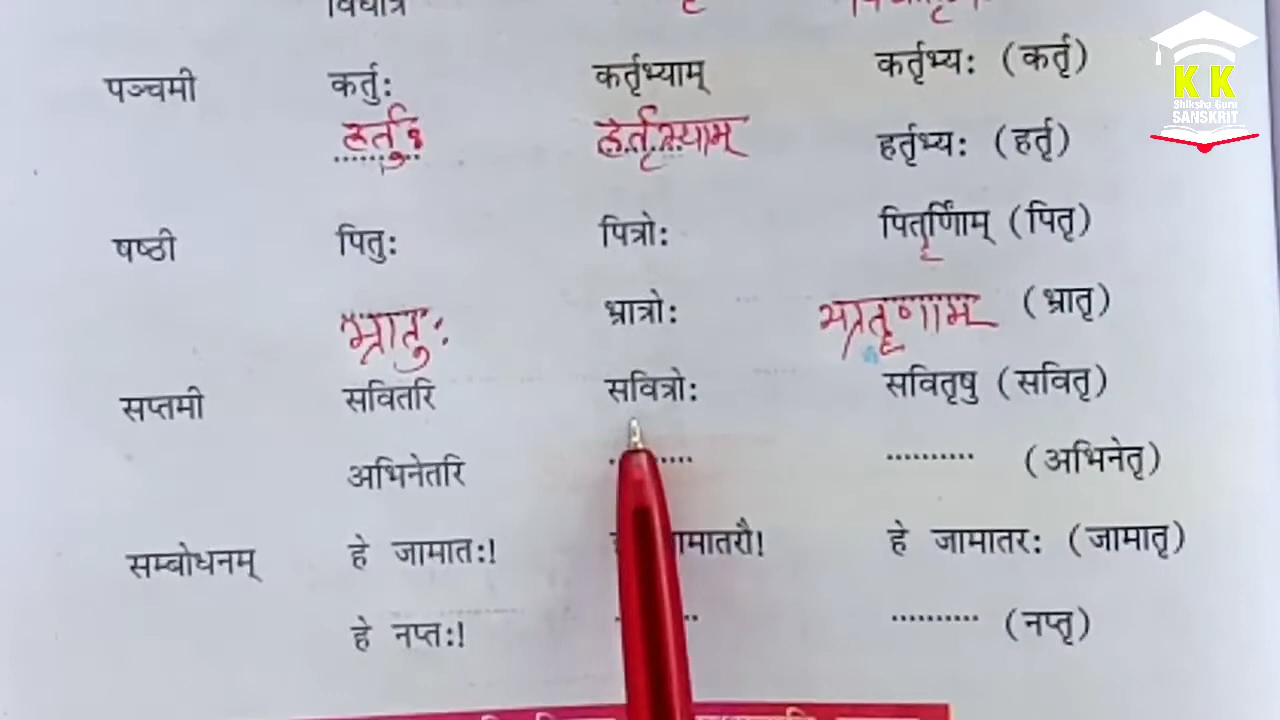 विधात्रे
पञ्चमी कर्तुः कर्तृभ्याम् कर्तृभ्यः (कर्तृ)
हर्तुः हर्तृभ्याम् हर्तृभ्यः (हर्तृ)
षष्ठी पितुः पित्रोः (पितृ)
भ्रातुः भ्रात्रोः (भ्रातृ)
सप्तमी सवितरि सवित्रोः सवितृषु (सवितृ)
अभिनेतरि .......... (अभिनेतृ)
सम्बोधनम् हे जामातः! हे जामातरः (जामातृ)
हे नप्तः! .......... (नप्तृ)
K K
Shiksha Guru
SANSKRIT